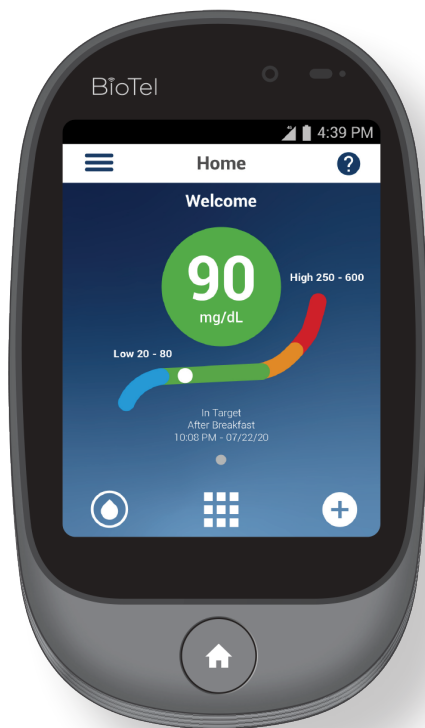 BioTel
4G 4:39 PM
Home ?
Welcome
90
mg/dL
High 250 - 600
Low 20 - 80
In Target
After Breakfast
10:08 PM - 07/22/20